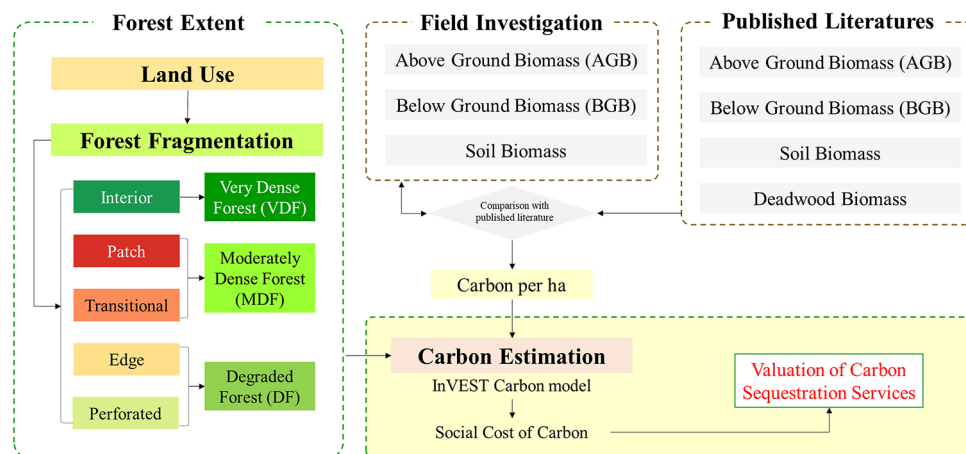 Forest Extent
Land Use
Forest Fragmentation
Interior
Very Dense
Forest (VDF)
Patch
Transitional
Moderately
Dense Forest
(MDF)
Edge
Perforated
Degraded
Forest (DF)
Field Investigation
Above Ground Biomass (AGB)
Below Ground Biomass (BGB)
Soil Biomass
Published Literatures
Above Ground Biomass (AGB)
Below Ground Biomass (BGB)
Soil Biomass
Deadwood Biomass
Comparison with
published literature
Carbon per ha
Carbon Estimation
InVEST Carbon model
Social Cost of Carbon
Valuation of Carbon
Sequestration Services